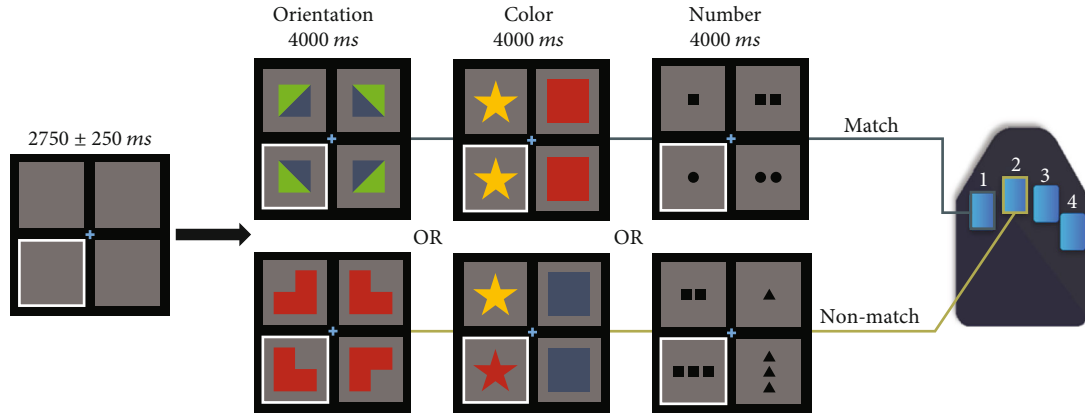 Orientation
4000 ms
Color
4000 ms
Number
4000 ms
2750 ± 250 ms
Match
1
2
3
4
OR
OR
Non-match